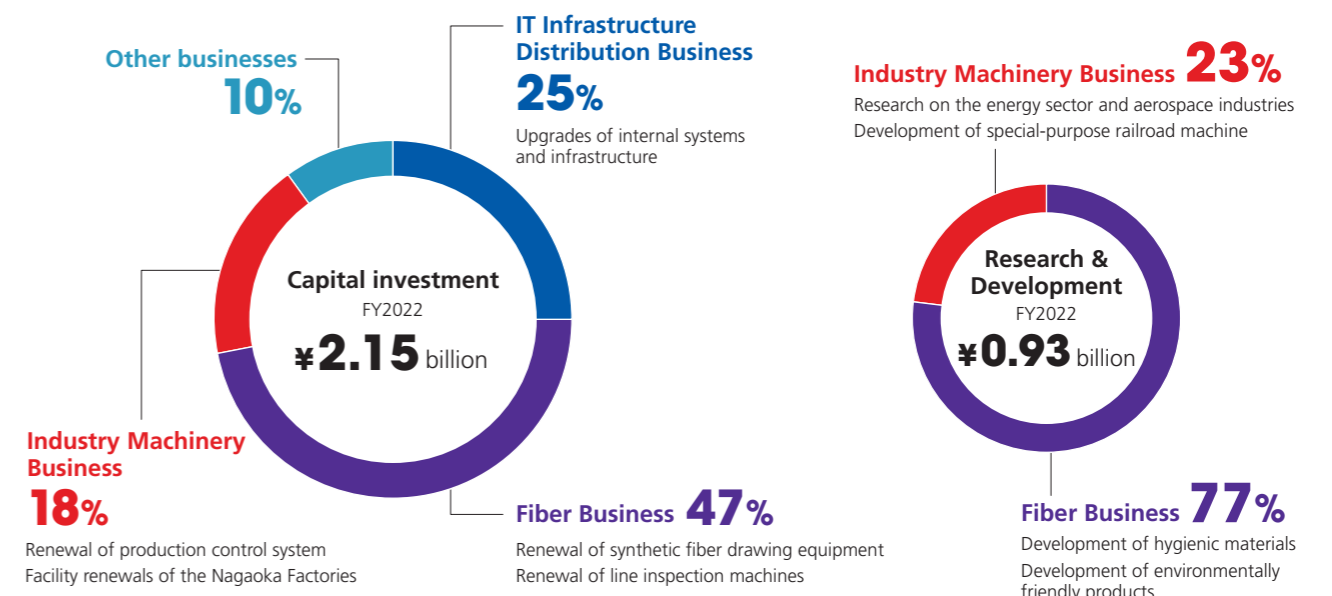 Other businesses
10%
IT Infrastructure
Distribution Business
25%
Upgrades of internal systems
and infrastructure
Capital investment
FY2022
¥2.15 billion
Industry Machinery
Business
18%
Renewal of production control system
Facility renewals of the Nagaoka Factories
Fiber Business 47%
Renewal of synthetic fiber drawing equipment
Renewal of line inspection machines
Industry Machinery Business 23%
Research on the energy sector and aerospace industries
Development of special-purpose railroad machine
Research &
Development
FY2022
¥0.93 billion
Fiber Business 77%
Development of hygienic materials
Development of environmentally
friendly products